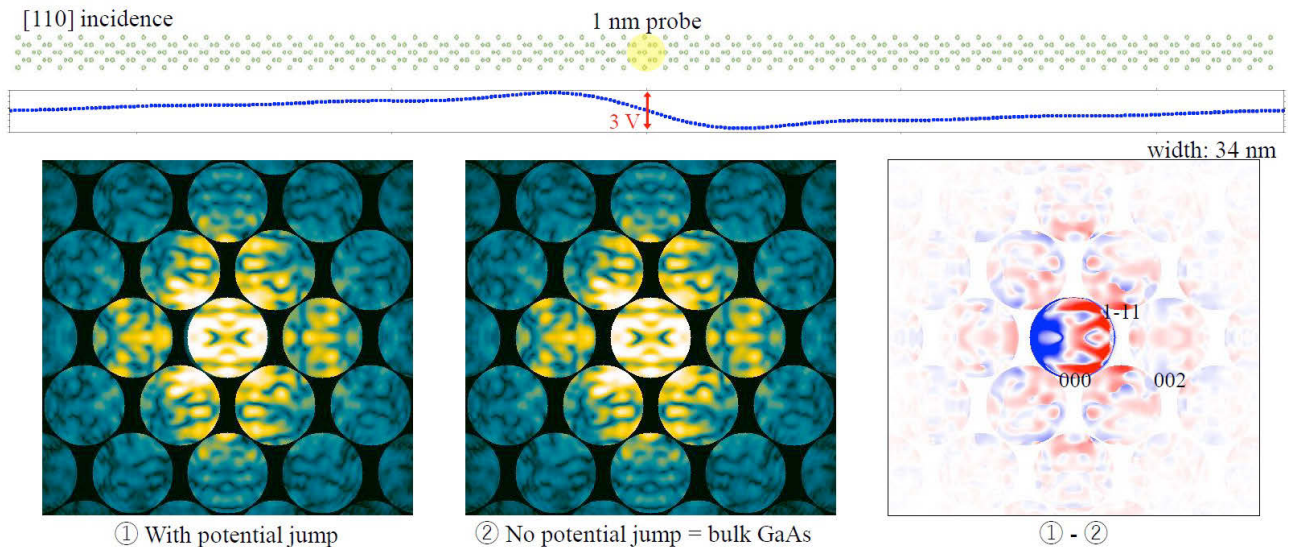 [110] incidence
1 nm probe
3 V
width: 34 nm
1-11
000
002
① With potential jump
② No potential jump = bulk GaAs
① - ②